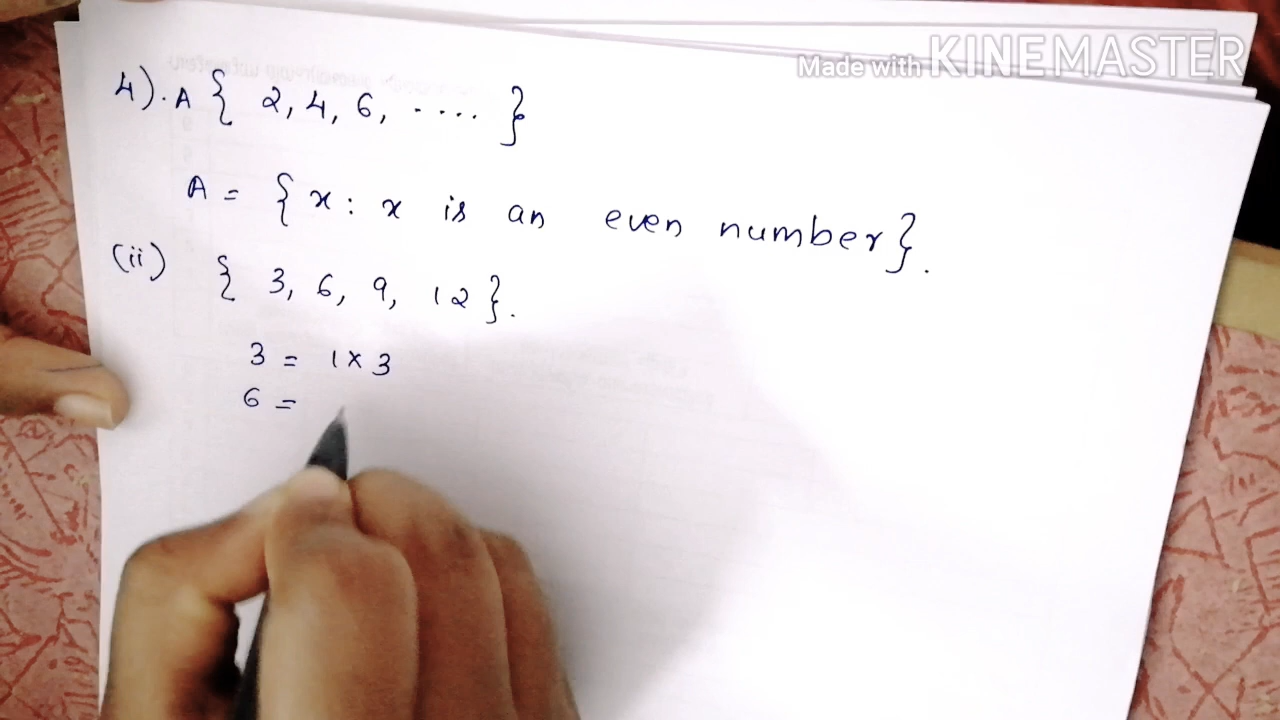 Made with KINEMASTER
4). A { 2, 4, 6, ..... }
A = { x : x is an even number }.
(ii) { 3, 6, 9, 12 }.
3 = 1 × 3
6 =